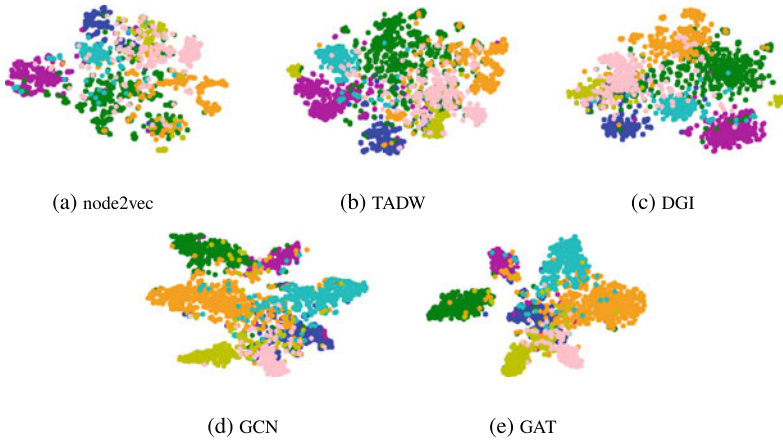 (a) node2vec
(b) TADW
(c) DGI
(d) GCN
(e) GAT